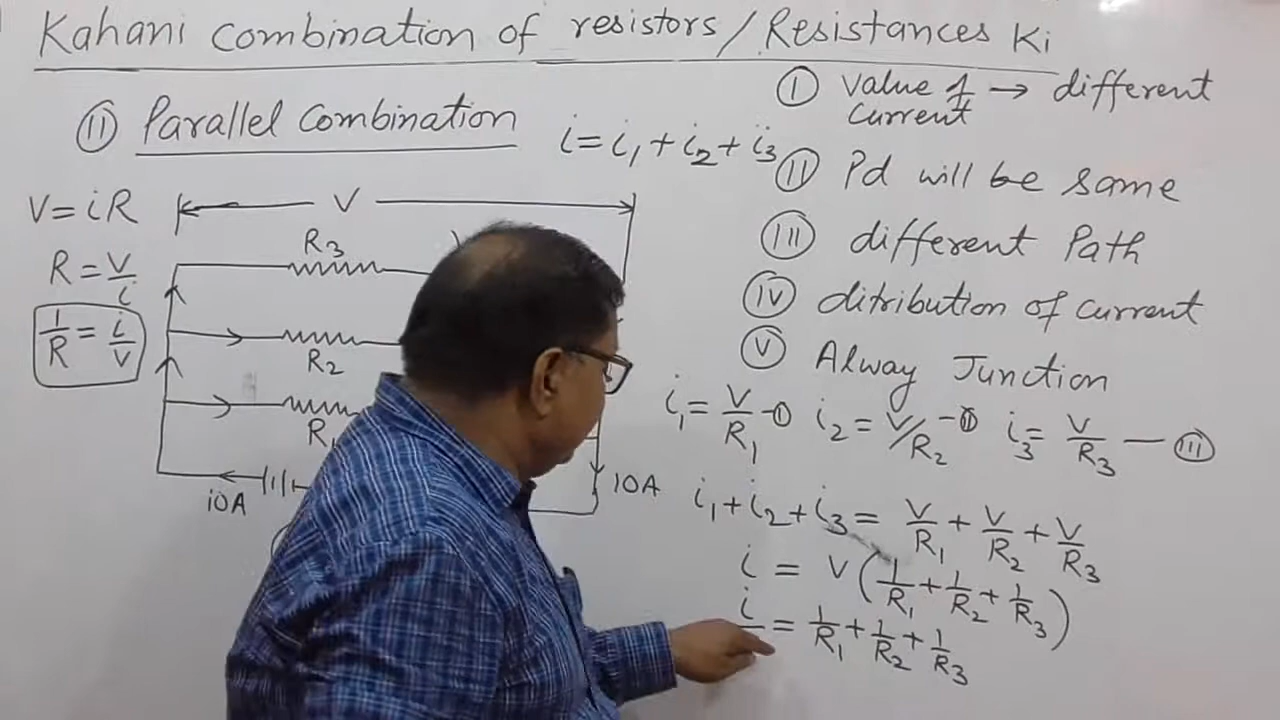 Kahani Combination of resistors / Resistances Ki
II Parallel Combination
i = i1 + i2 + i3
V = iR
R = V/i
1/R = i/V
V
R3
R2
R1
10A
10A
I Value of → different
Current
II Pd will be same
III different Path
IV ditribution of current
V Alway Junction
i1 = V/R1 - I i2 = V/R2 - II i3 = V/R3 — III
i1 + i2 + i3 = V/R1 + V/R2 + V/R3
i = V (1/R1 + 1/R2 + 1/R3)
i/ = 1/R1 + 1/R2 + 1/R3